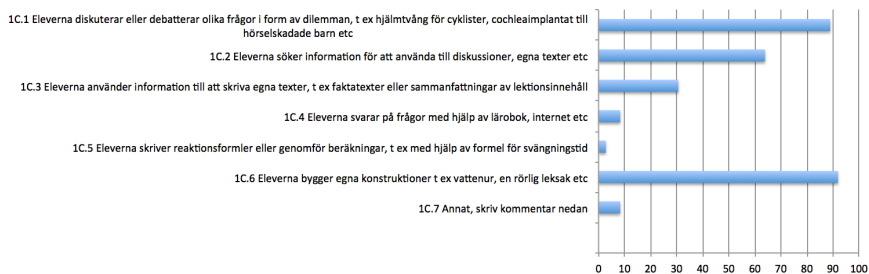 1C.1 Eleverna diskuterar eller debatterar olika frågor i form av dilemman, t ex hjälmtvång för cyklister, cochleaimplantat till
hörselskadade barn etc
1C.2 Eleverna söker information för att använda till diskussioner, egna texter etc
1C.3 Eleverna använder information till att skriva egna texter, t ex faktatexter eller sammanfattningar av lektionsinnehåll
1C.4 Eleverna svarar på frågor med hjälp av lärobok, internet etc
1C.5 Eleverna skriver reaktionsformler eller genomför beräkningar, t ex med hjälp av formel för svängningstid
1C.6 Eleverna bygger egna konstruktioner t ex vattenur, en rörlig leksak etc
1C.7 Annat, skriv kommentar nedan
0 10 20 30 40 50 60 70 80 90 100